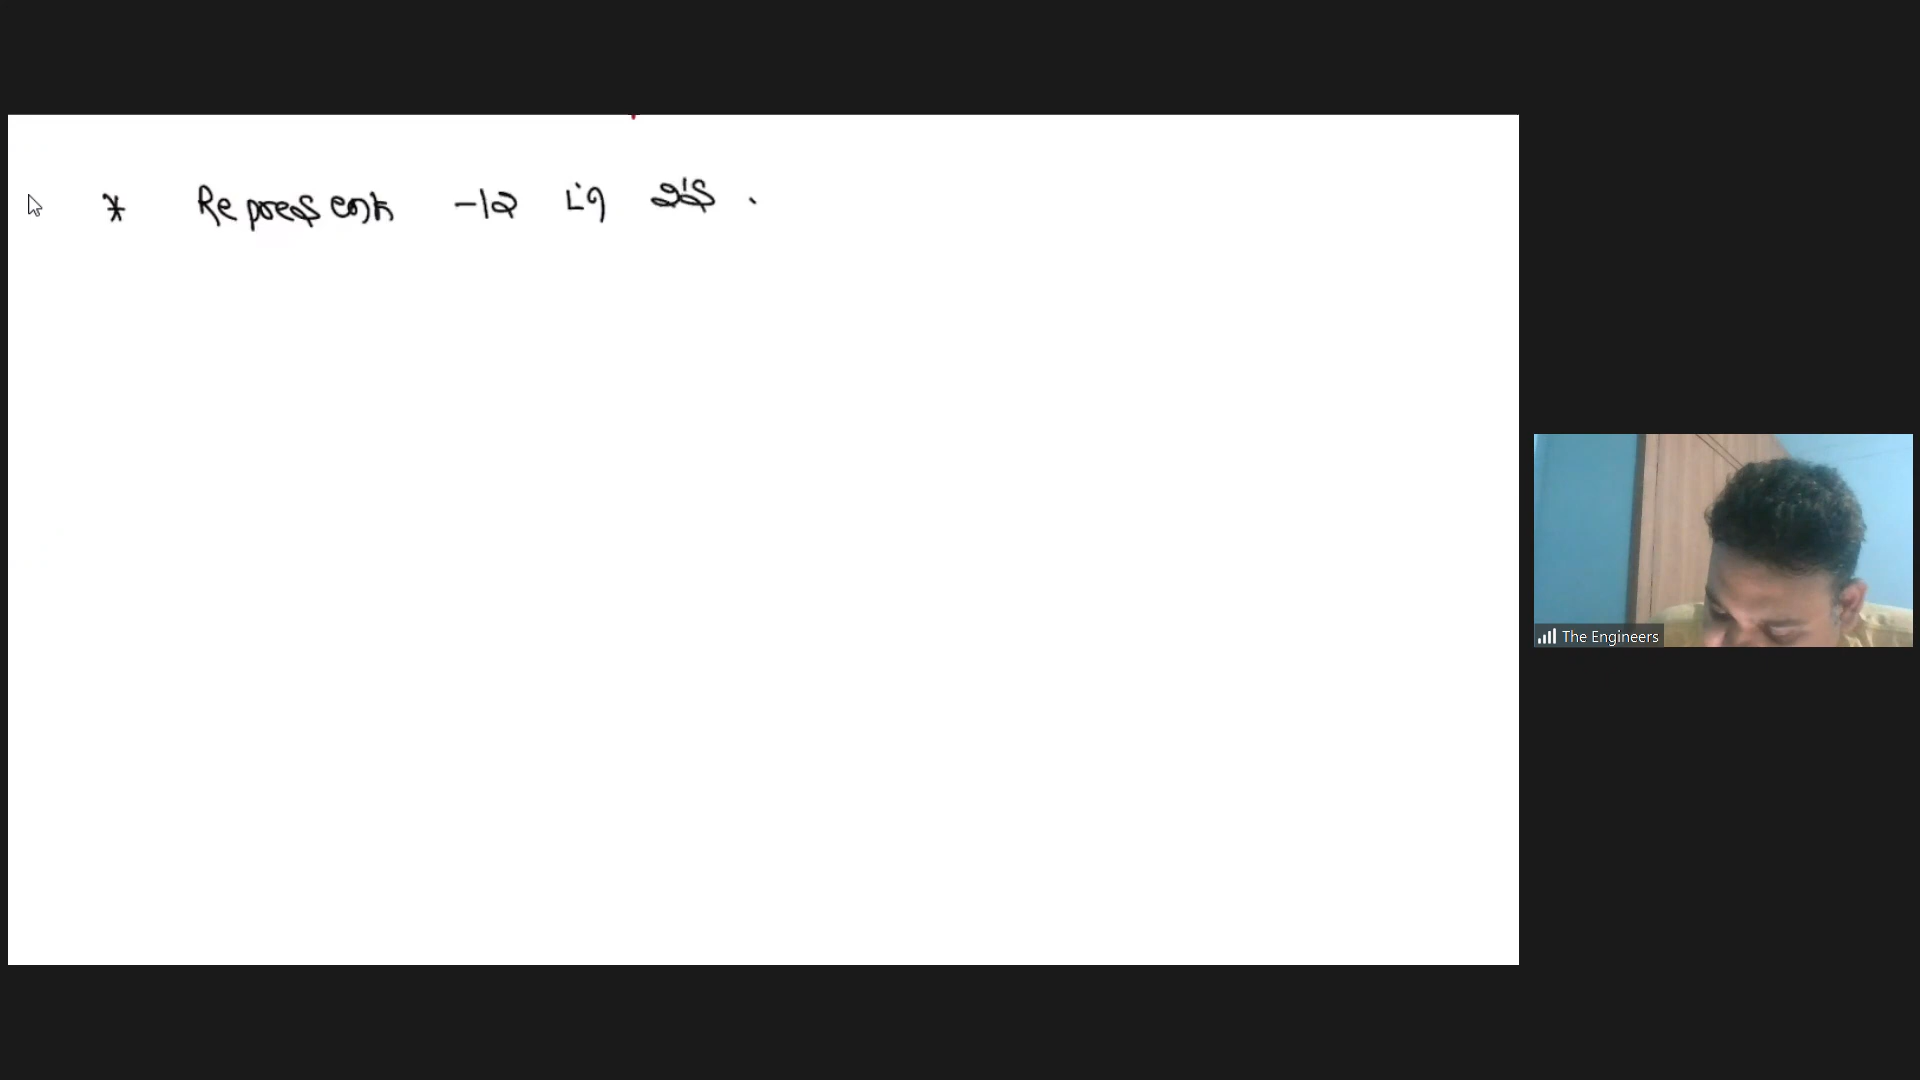 * Represent -12 in 2's .
The Engineers